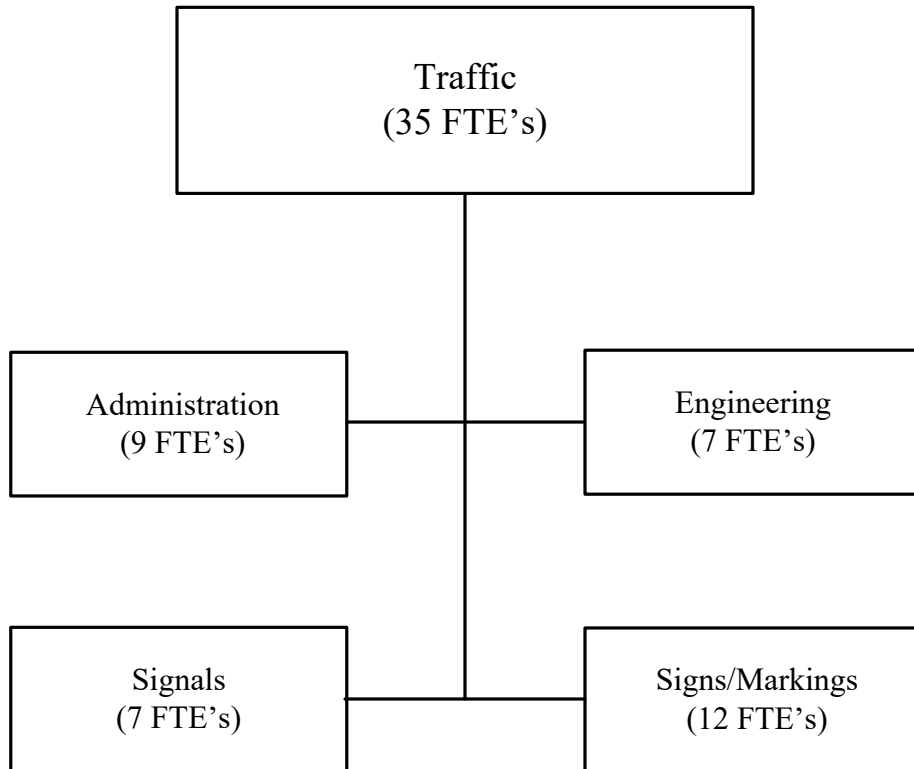 Traffic
(35 FTE’s)
Administration
(9 FTE’s)
Engineering
(7 FTE’s)
Signals
(7 FTE’s)
Signs/Markings
(12 FTE’s)